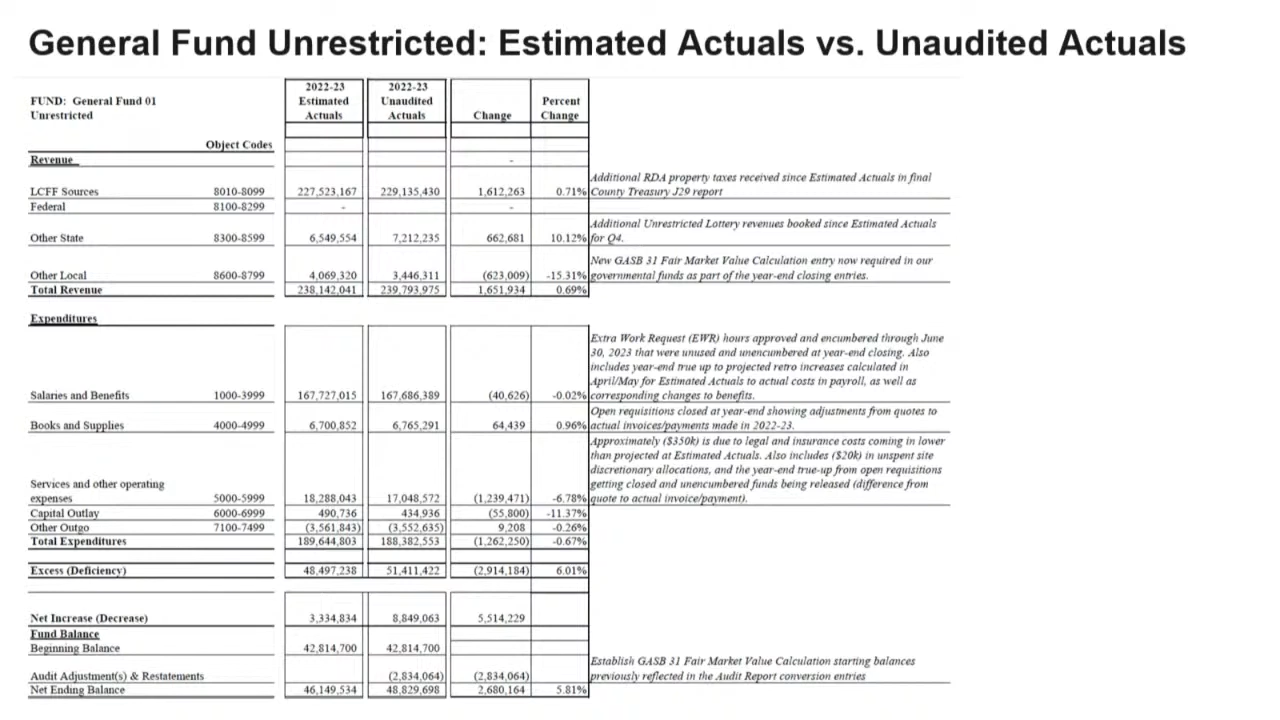 General Fund Unrestricted: Estimated Actuals vs. Unaudited Actuals
FUND: General Fund 01 Unrestricted
2022-23 Estimated Actuals
2022-23 Unaudited Actuals
Change
Percent Change
Object Codes
Revenue -
Additional RDA property taxes received since Estimated Actuals in final
LCFF Sources 8010-8099 227,523,167 229,135,430 1,612,263 0.71% County Treasury J29 report
Federal 8100-8299 - -
Additional Unrestricted Lottery revenues booked since Estimated Actuals
Other State 8300-8599 6,549,554 7,212,235 662,681 10.12% for Q4.
New GASB 31 Fair Market Value Calculation entry now required in our
Other Local 8600-8799 4,069,320 3,446,311 (623,009) -15.31% governmental funds as part of the year-end closing entries.
Total Revenue 238,142,041 239,793,975 1,651,934 0.69%
Expenditures
Extra Work Request (EWR) hours approved and encumbered through June
30, 2023 that were unused and unencumbered at year-end closing. Also
includes year-end true up to projected retro increases calculated in
April/May for Estimated Actuals to actual costs in payroll, as well as
Salaries and Benefits 1000-3999 167,727,015 167,686,389 (40,626) -0.02% corresponding changes to benefits.
Open requisitions closed at year-end showing adjustments from quotes to
Books and Supplies 4000-4999 6,700,852 6,765,291 64,439 0.96% actual invoices/payments made in 2022-23.
Approximately ($350k) is due to legal and insurance costs coming in lower
than projected at Estimated Actuals. Also includes ($20k) in unspent site
discretionary allocations, and the year-end true-up from open requisitions
Services and other operating getting closed and unencumbered funds being released (difference from
expenses 5000-5999 18,288,043 17,048,572 (1,239,471) -6.78% quote to actual invoice/payment).
Capital Outlay 6000-6999 490,736 434,936 (55,800) -11.37%
Other Outgo 7100-7499 (3,561,843) (3,552,635) 9,208 -0.26%
Total Expenditures 189,644,803 188,382,553 (1,262,250) -0.67%
Excess (Deficiency) 48,497,238 51,411,422 (2,914,184) 6.01%
Net Increase (Decrease) 3,334,834 8,849,063 5,514,229
Fund Balance
Beginning Balance 42,814,700 42,814,700
Establish GASB 31 Fair Market Value Calculation starting balances
Audit Adjustment(s) & Restatements (2,834,064) (2,834,064) previously reflected in the Audit Report conversion entries
Net Ending Balance 46,149,534 48,829,698 2,680,164 5.81%